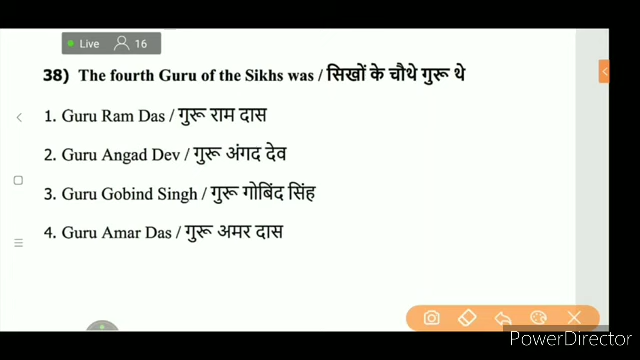 Live 16
38) The fourth Guru of the Sikhs was / सिखों के चौथे गुरू थे
1. Guru Ram Das / गुरू राम दास
2. Guru Angad Dev / गुरू अंगद देव
3. Guru Gobind Singh / गुरू गोबिंद सिंह
4. Guru Amar Das / गुरू अमर दास
PowerDirector